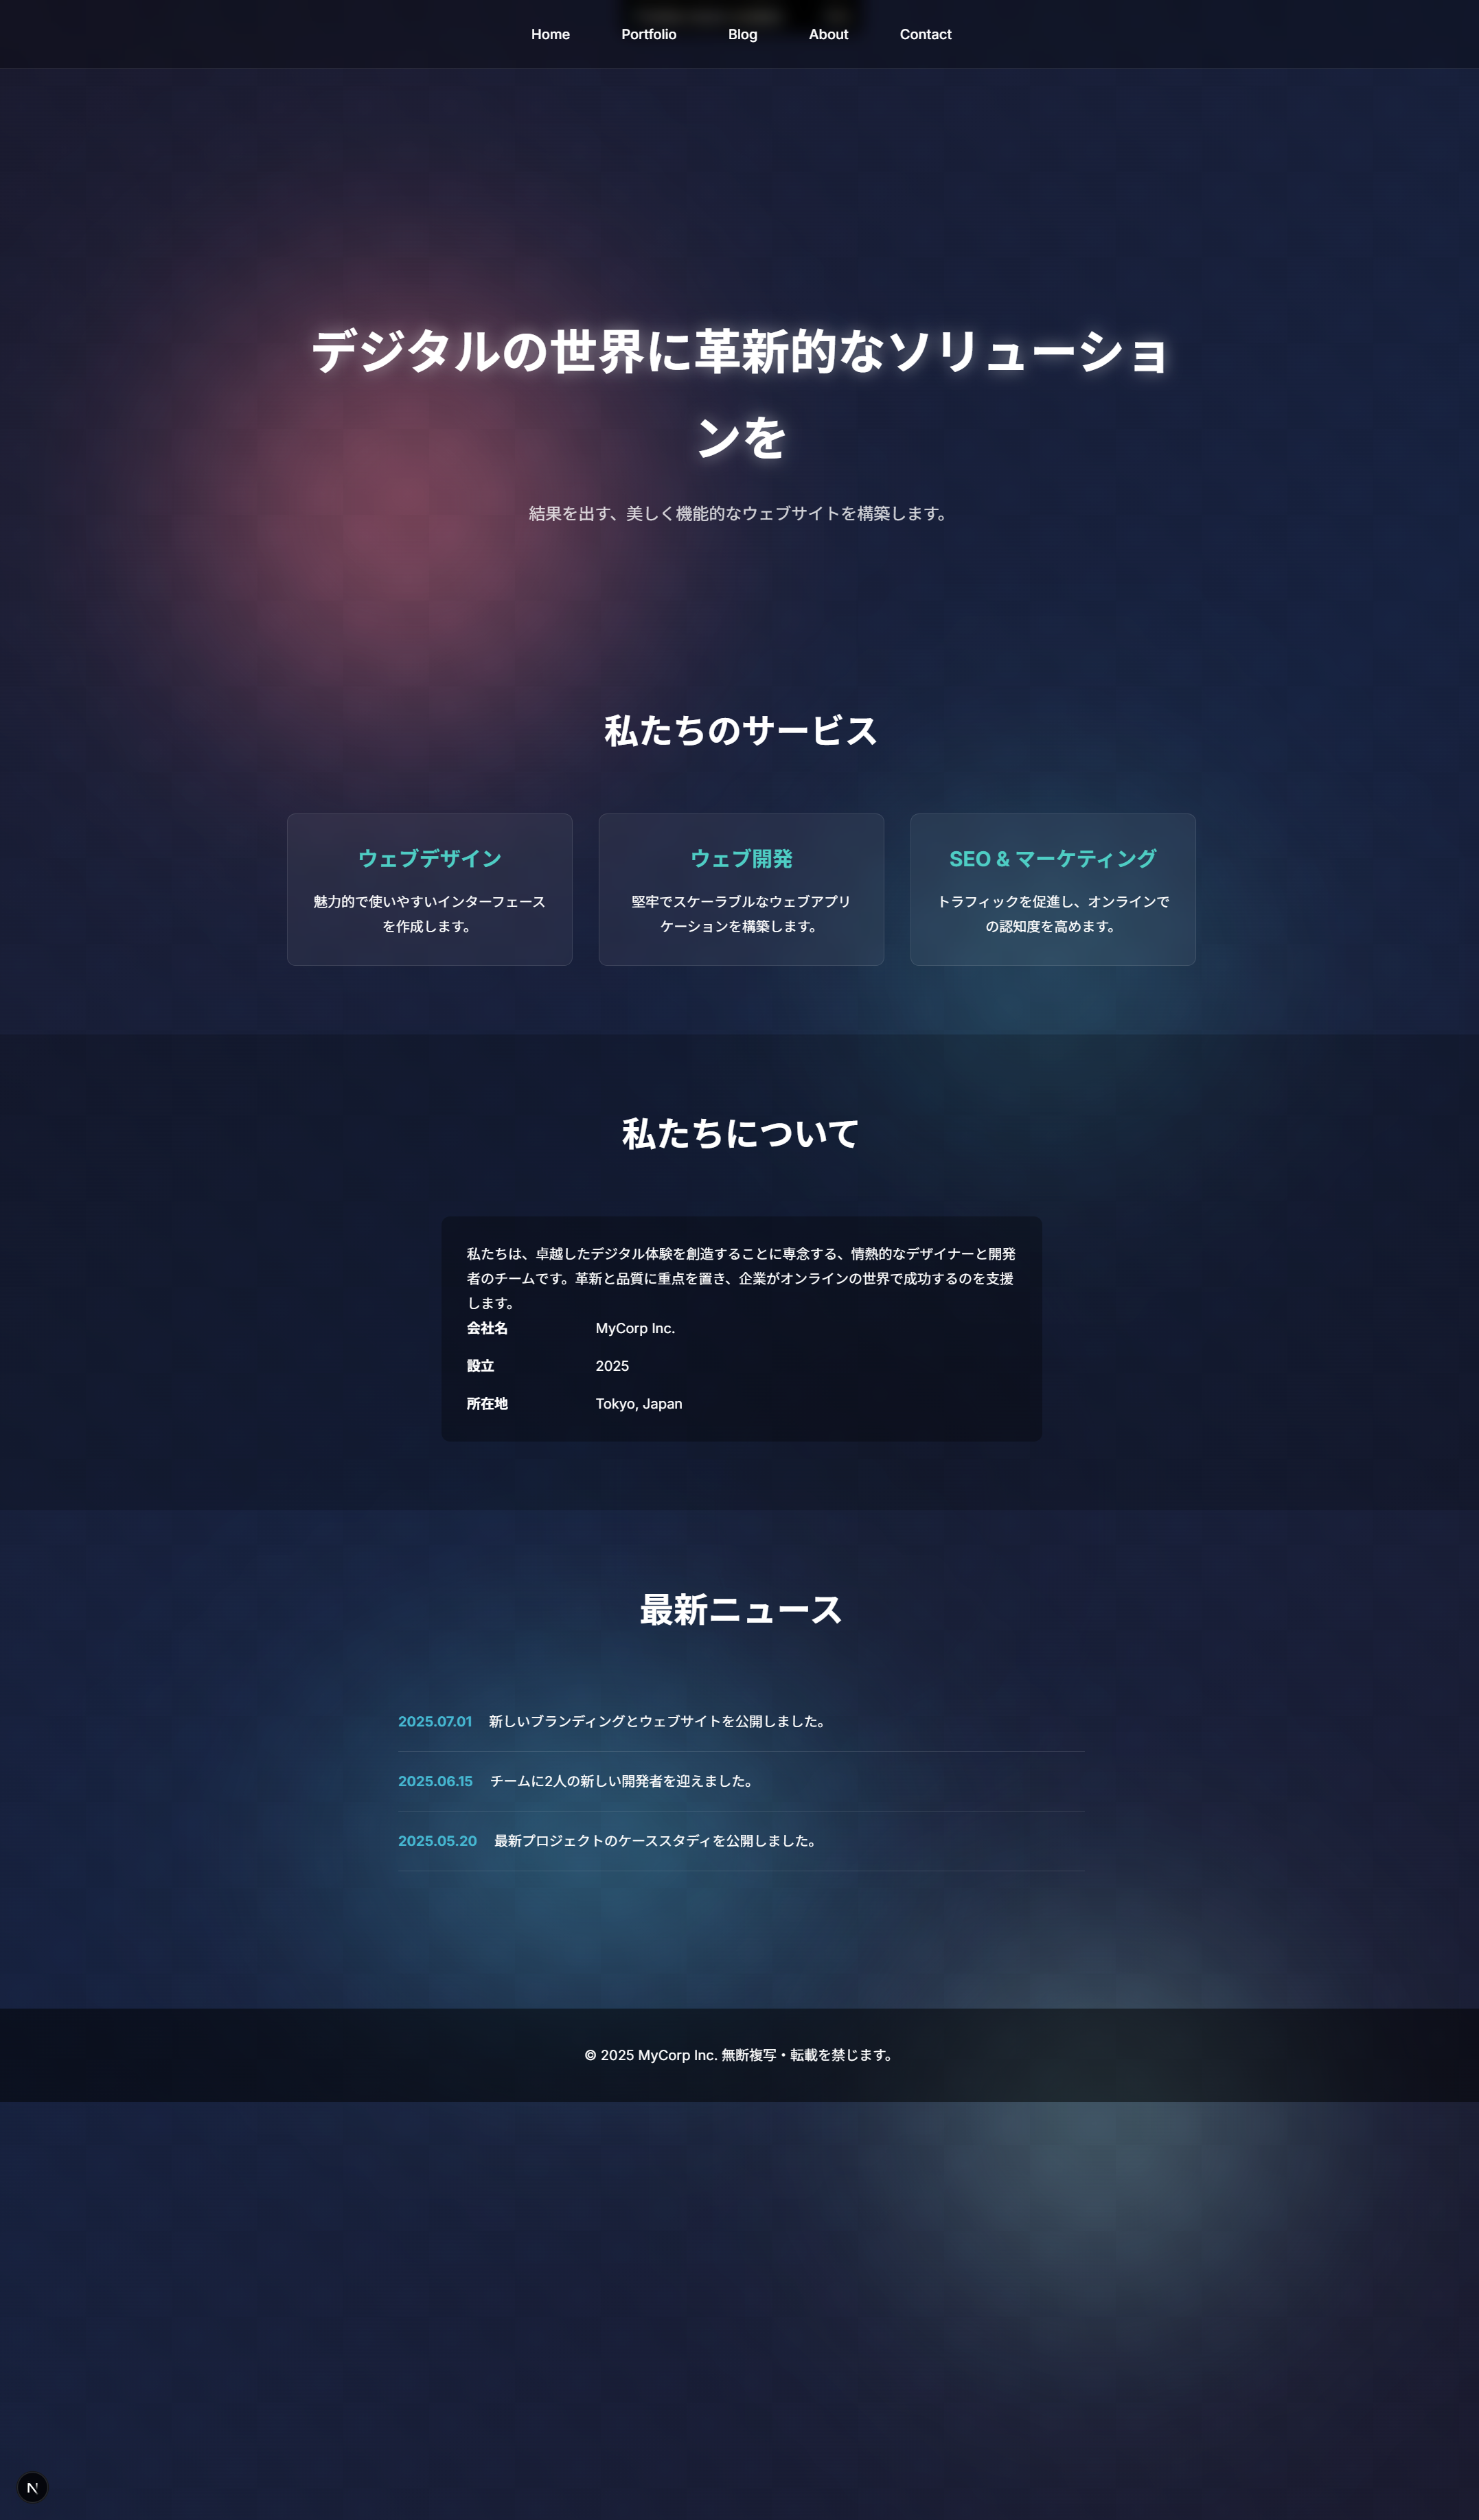 Home Portfolio Blog About Contact
デジタルの世界に革新的なソリューショ
ンを
結果を出す、美しく機能的なウェブサイトを構築します。
私たちのサービス
ウェブデザイン
魅力的で使いやすいインターフェース
を作成します。
ウェブ開発
堅牢でスケーラブルなウェブアプリ
ケーションを構築します。
SEO & マーケティング
トラフィックを促進し、オンラインで
の認知度を高めます。
私たちについて
私たちは、卓越したデジタル体験を創造することに専念する、情熱的なデザイナーと開発
者のチームです。革新と品質に重点を置き、企業がオンラインの世界で成功するのを支援
します。
会社名 MyCorp Inc.
設立 2025
所在地 Tokyo, Japan
最新ニュース
2025.07.01 新しいブランディングとウェブサイトを公開しました。
2025.06.15 チームに2人の新しい開発者を迎えました。
2025.05.20 最新プロジェクトのケーススタディを公開しました。
© 2025 MyCorp Inc. 無断複写・転載を禁じます。
N